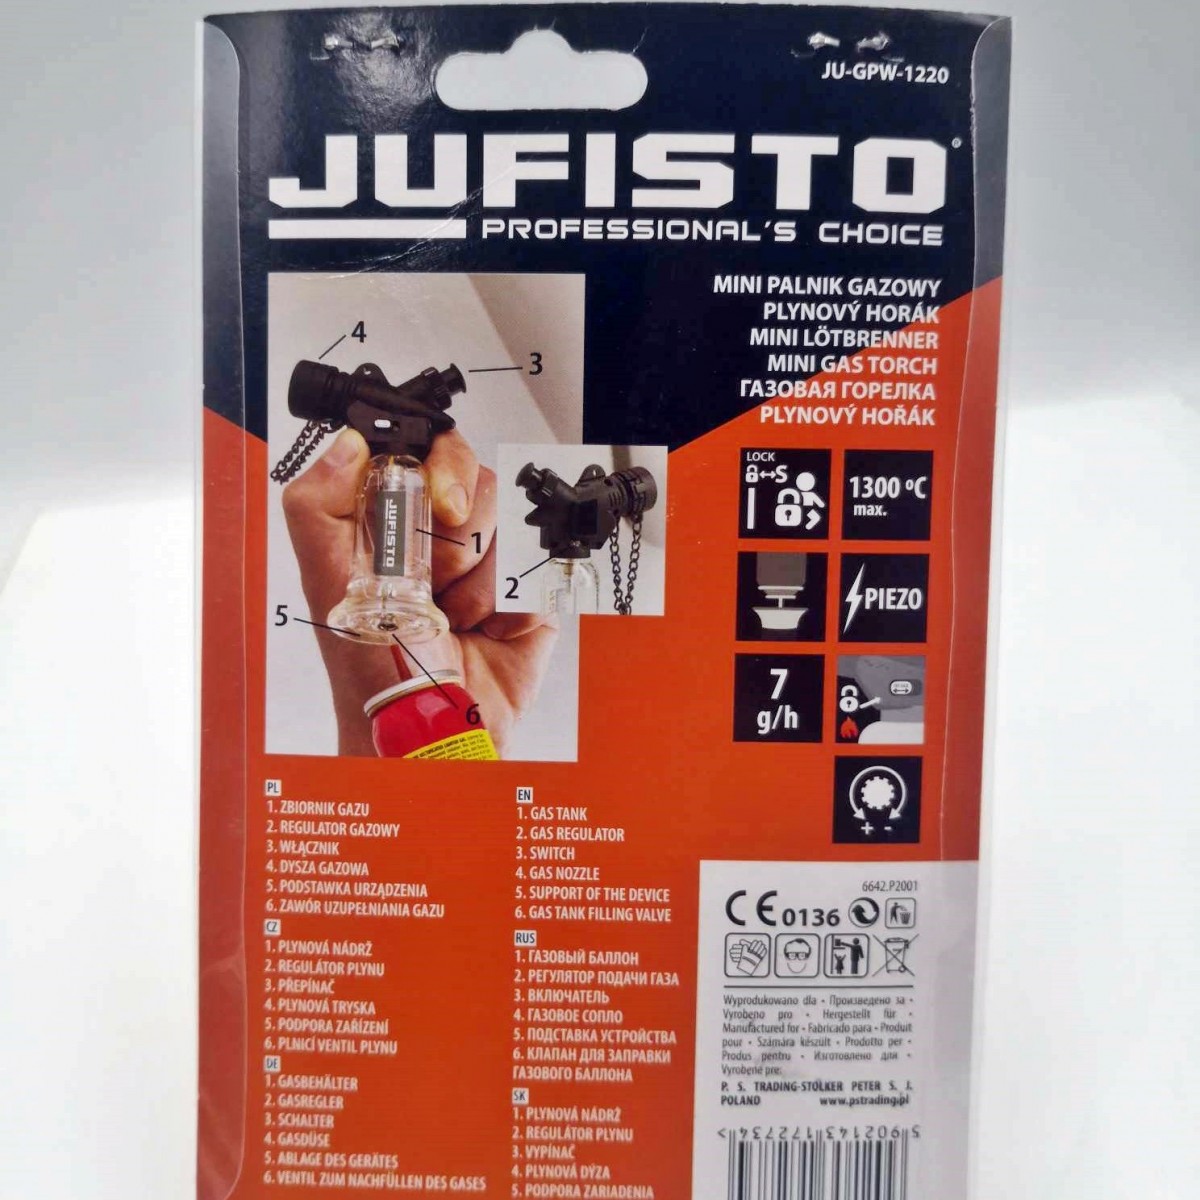 JU-GPW-1220
JUFISTO®
PROFESSIONAL'S CHOICE
MINI PALNIK GAZOWY
PLYNOVÝ HORÁK
MINI LÖTBRENNER
MINI GAS TORCH
ГАЗОВАЯ ГОРЕЛКА
PLYNOVÝ HOŘÁK
4
3
JUFISTO
1
2
5
6
LOCK
S
1300 ºC
max.
PIEZO
7
g/h
+ -
PL
1. ZBIORNIK GAZU
2. REGULATOR GAZOWY
3. WŁĄCZNIK
4. DYSZA GAZOWA
5. PODSTAWKA URZĄDZENIA
6. ZAWÓR UZUPEŁNIANIA GAZU
CZ
1. PLYNOVÁ NÁDRŽ
2. REGULÁTOR PLYNU
3. PŘEPÍNAČ
4. PLYNOVÁ TRYSKA
5. PODPORA ZAŘÍZENÍ
6. PLNICÍ VENTIL PLYNU
DE
1. GASBEHÄLTER
2. GASREGLER
3. SCHALTER
4. GASDÜSE
5. ABLAGE DES GERÄTES
6. VENTIL ZUM NACHFÜLLEN DES GASES
EN
1. GAS TANK
2. GAS REGULATOR
3. SWITCH
4. GAS NOZZLE
5. SUPPORT OF THE DEVICE
6. GAS TANK FILLING VALVE
RUS
1. ГАЗОВЫЙ БАЛЛОН
2. РЕГУЛЯТОР ПОДАЧИ ГАЗА
3. ВКЛЮЧАТЕЛЬ
4. ГАЗОВОЕ СОПЛО
5. ПОДСТАВКА УСТРОЙСТВА
6. КЛАПАН ДЛЯ ЗАПРАВКИ
ГАЗОВОГО БАЛЛОНА
SK
1. PLYNOVÁ NÁDRŽ
2. REGULÁTOR PLYNU
3. VYPÍNAČ
4. PLYNOVÁ DÝZA
5. PODPORA ZARIADENIA
6642.P2001
CE 0136
Wyprodukowano dla • Произведено за •
Vyrobeno pro • Hergestellt für •
Manufactured for • Fabricado para • Produit
pour • Számára készült • Prodotto per •
Produs pentru • Изготовлено для •
Vyrobené pre:
P. S. TRADING-STOLKER PETER S. J.
POLAND www.pstrading.pl
5902143172734>